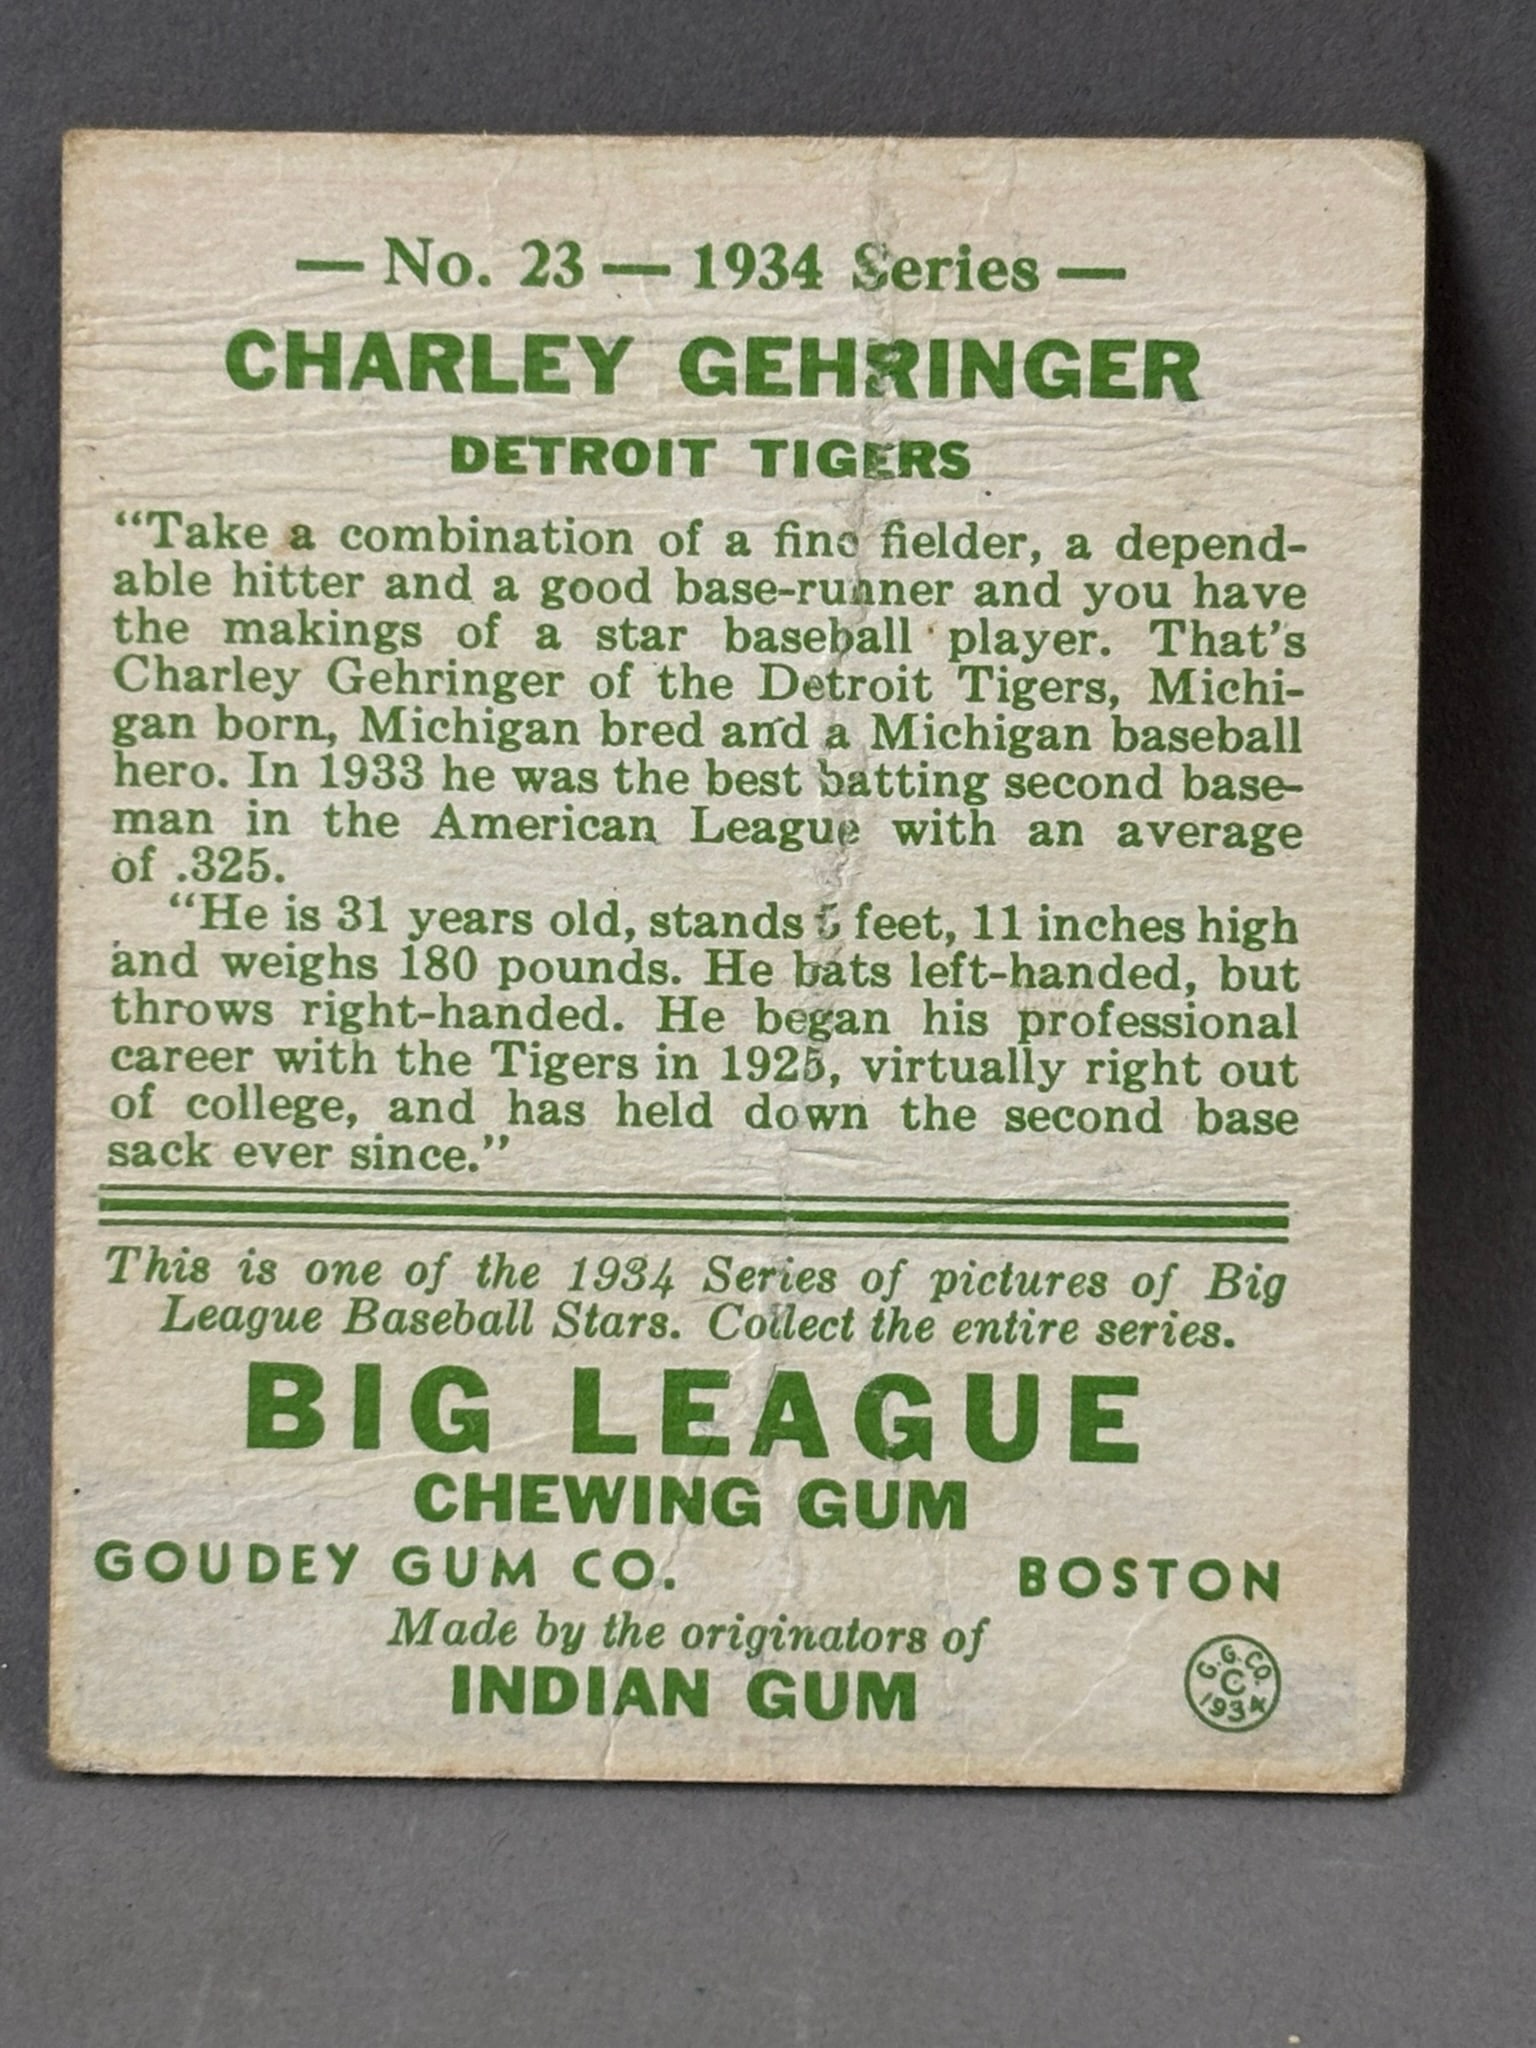 — No. 23 — 1934 Series —
CHARLEY GEHRINGER
DETROIT TIGERS
“Take a combination of a fine fielder, a depend-
able hitter and a good base-runner and you have
the makings of a star baseball player. That's
Charley Gehringer of the Detroit Tigers, Michi-
gan born, Michigan bred and a Michigan baseball
hero. In 1933 he was the best batting second base-
man in the American League with an average
of .325.
“He is 31 years old, stands 5 feet, 11 inches high
and weighs 180 pounds. He bats left-handed, but
throws right-handed. He began his professional
career with the Tigers in 1925, virtually right out
of college, and has held down the second base
sack ever since.”
This is one of the 1934 Series of pictures of Big
League Baseball Stars. Collect the entire series.
BIG LEAGUE
CHEWING GUM
GOUDEY GUM CO. BOSTON
Made by the originators of
INDIAN GUM
G.G.CO.
C
1934